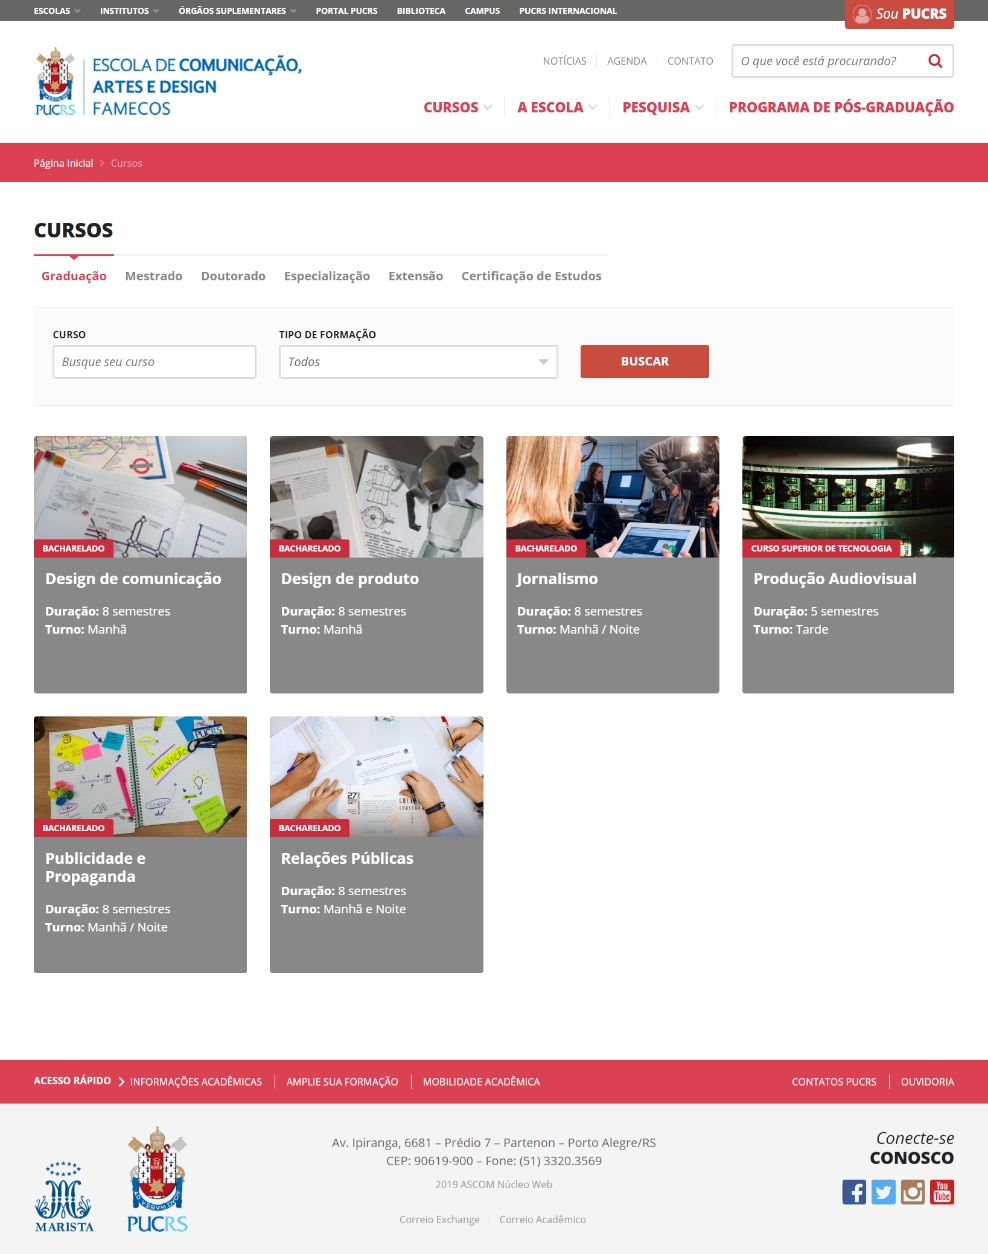 ESCOLAS
INSTITUTOS
ÓRGÃOS SUPLEMENTARES
PORTAL PUCRS
BIBLIOTECA
CAMPUS
PUCRS INTERNACIONAL
Sou PUCRS
PUCRS
ESCOLA DE COMUNICAÇÃO,
ARTES E DESIGN
FAMECOS
NOTÍCIAS
AGENDA
CONTATO
O que você está procurando?
CURSOS
A ESCOLA
PESQUISA
PROGRAMA DE PÓS-GRADUAÇÃO
Página Inicial > Cursos
CURSOS
Graduação
Mestrado
Doutorado
Especialização
Extensão
Certificação de Estudos
CURSO
Busque seu curso
TIPO DE FORMAÇÃO
Todos
BUSCAR
BACHARELADO
Design de comunicação
Duração: 8 semestres
Turno: Manhã
BACHARELADO
Design de produto
Duração: 8 semestres
Turno: Manhã
BACHARELADO
Jornalismo
Duração: 8 semestres
Turno: Manhã / Noite
CURSO SUPERIOR DE TECNOLOGIA
Produção Audiovisual
Duração: 5 semestres
Turno: Tarde
PUCRS
INOVAÇÃO
BACHARELADO
Publicidade e
Propaganda
Duração: 8 semestres
Turno: Manhã / Noite
BACHARELADO
Relações Públicas
Duração: 8 semestres
Turno: Manhã e Noite
ACESSO RÁPIDO
INFORMAÇÕES ACADÊMICAS
AMPLIE SUA FORMAÇÃO
MOBILIDADE ACADÊMICA
CONTATOS PUCRS
OUVIDORIA
MARISTA
PUCRS
Av. Ipiranga, 6681 – Prédio 7 – Partenon – Porto Alegre/RS
CEP: 90619-900 – Fone: (51) 3320.3569
2019 ASCOM Núcleo Web
Correio Exchange
Correio Acadêmico
Conecte-se
CONOSCO
You
Tube